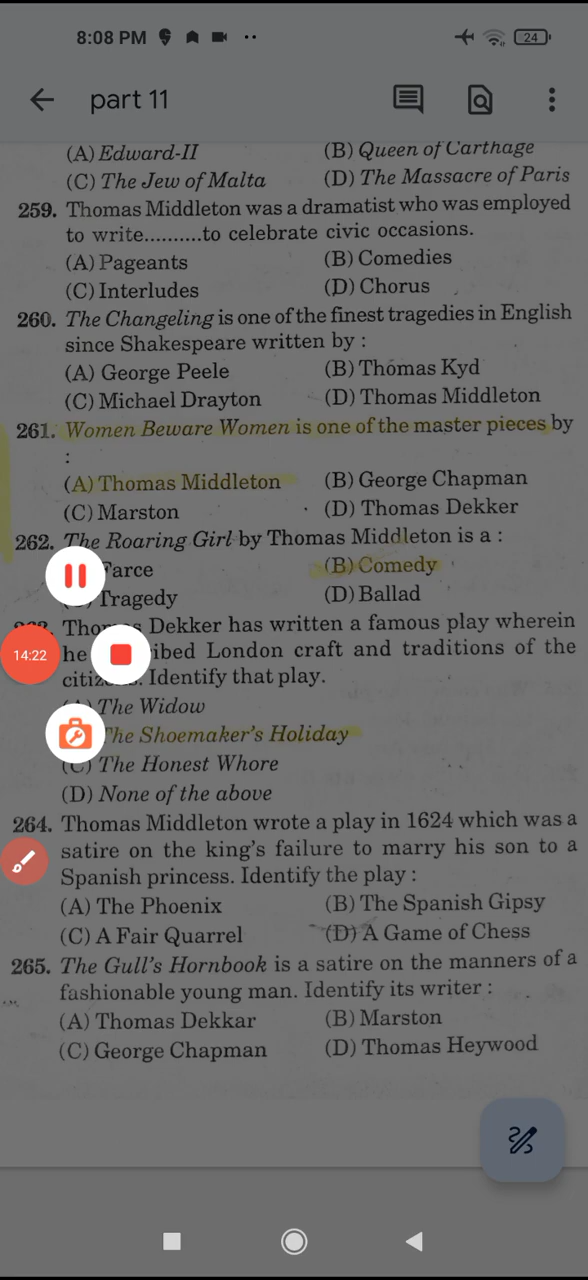 8:08 PM
24
part 11
(A) Edward-II (B) Queen of Carthage
(C) The Jew of Malta (D) The Massacre of Paris
259. Thomas Middleton was a dramatist who was employed
to write..........to celebrate civic occasions.
(A) Pageants (B) Comedies
(C) Interludes (D) Chorus
260. The Changeling is one of the finest tragedies in English
since Shakespeare written by :
(A) George Peele (B) Thomas Kyd
(C) Michael Drayton (D) Thomas Middleton
261. Women Beware Women is one of the master pieces by
:
(A) Thomas Middleton (B) George Chapman
(C) Marston (D) Thomas Dekker
262. The Roaring Girl by Thomas Middleton is a :
Farce (B) Comedy
Tragedy (D) Ballad
Dekker has written a famous play wherein
he London craft and traditions of the
Identify that play.
The Widow
14:22
The Shoemaker's Holiday
(C) The Honest Whore
(D) None of the above
264. Thomas Middleton wrote a play in 1624 which was a
satire on the king's failure to marry his son to a
Spanish princess. Identify the play :
(A) The Phoenix (B) The Spanish Gipsy
(C) A Fair Quarrel (D) A Game of Chess
265. The Gull's Hornbook is a satire on the manners of a
fashionable young man. Identify its writer :
(A) Thomas Dekkar (B) Marston
(C) George Chapman (D) Thomas Heywood